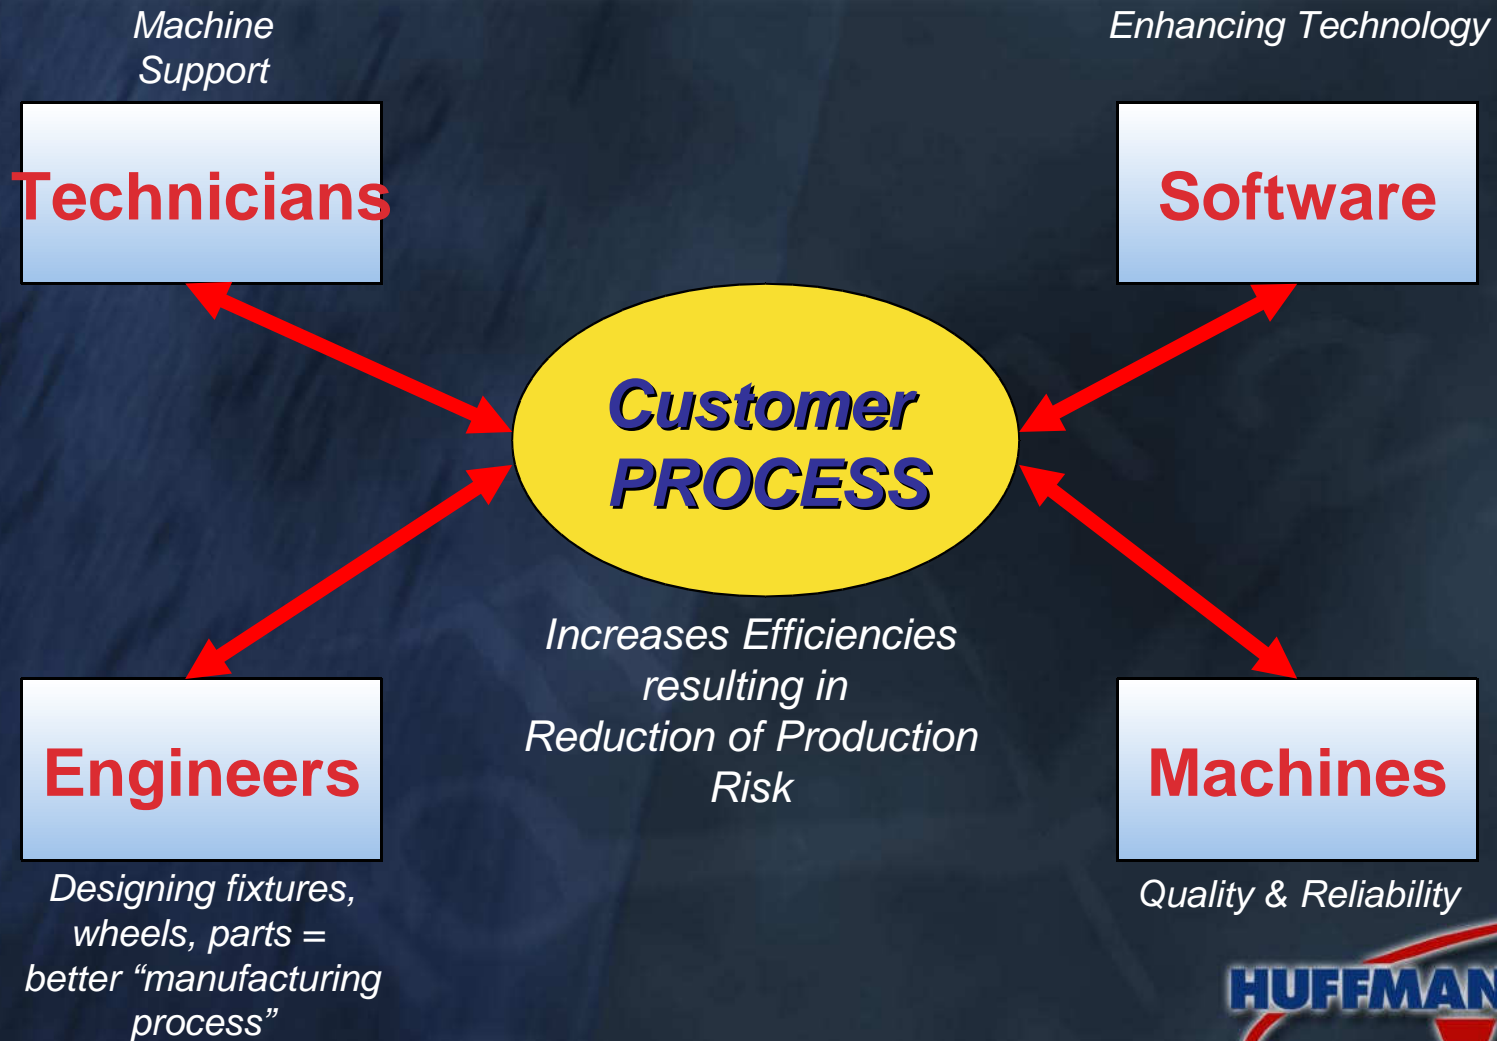 Machine
Support
Technicians
Enhancing Technology
Software
Customer
PROCESS
Increases Efficiencies
resulting in
Reduction of Production
Risk
Engineers
Designing fixtures,
wheels, parts =
better “manufacturing
process”
Machines
Quality & Reliability
HUFFMAN